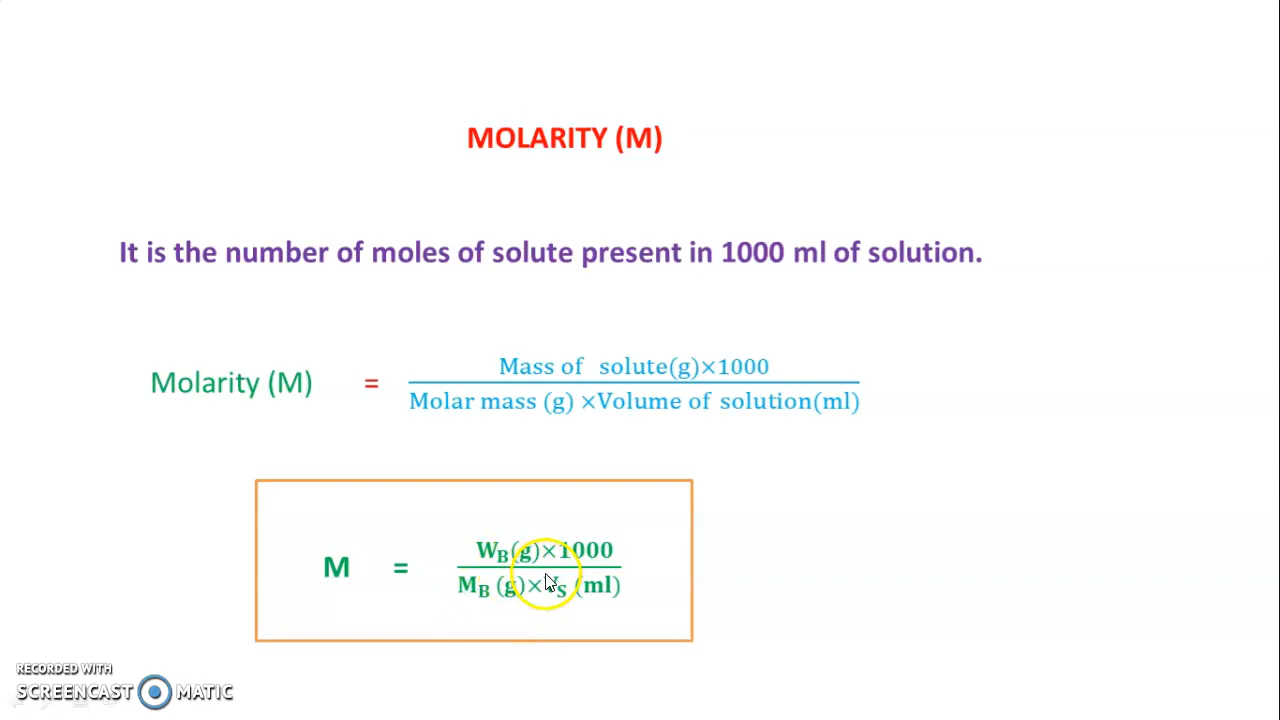 MOLARITY (M)
It is the number of moles of solute present in 1000 ml of solution.
Molarity (M) = Mass of solute(g)×1000
Molar mass (g) ×Volume of solution(ml)
M = W_B(g)×1000
M_B (g)×V_S (ml)
RECORDED WITH
SCREENCAST MATIC